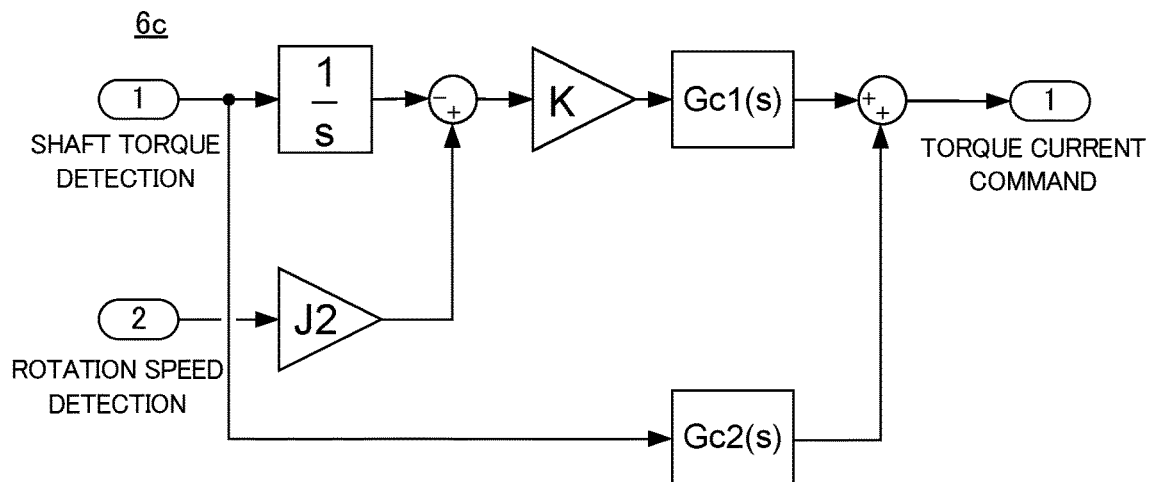 6c
1
SHAFT TORQUE
DETECTION
1
s
−
+
K
Gc1(s)
+
+
1
TORQUE CURRENT
COMMAND
2
ROTATION SPEED
DETECTION
J2
Gc2(s)